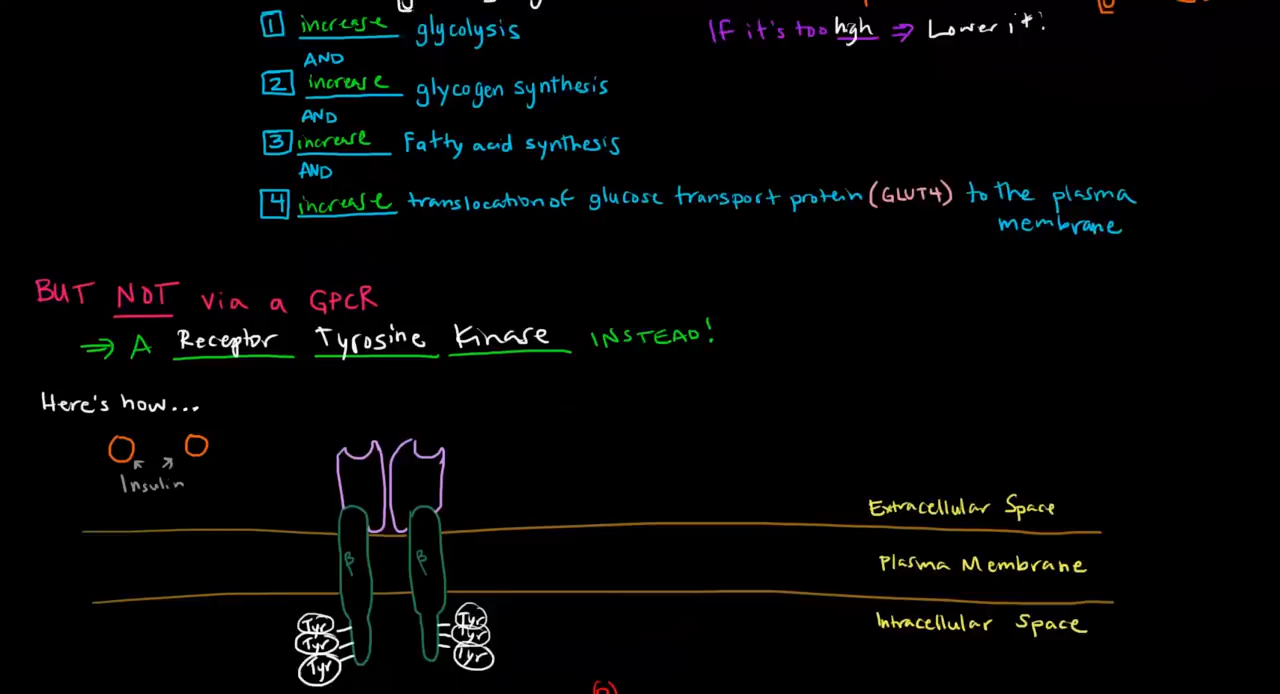 1 increase glycolysis
AND
2 increase glycogen synthesis
AND
3 increase Fatty acid synthesis
AND
4 increase translocation of glucose transport protein (GLUT4) to the plasma
membrane
IF it's too hgh ⇒ Lower it!
BUT NOT via a GPCR
⇒ A Receptor Tyrosine Kinase INSTEAD!
Here's how...
Insulin
Extracellular Space
β β
Plasma Membrane
Intracellular Space
Tyr Tyr
Tyr Tyr
Tyr Tyr